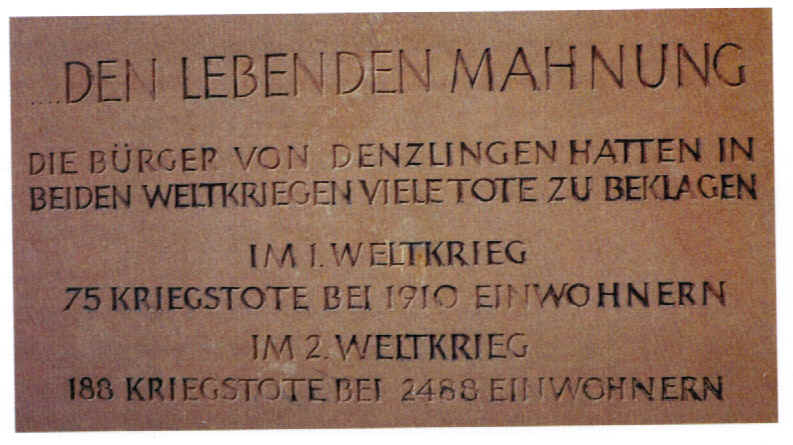 .....DEN LEBENDEN MAHNUNG
DIE BÜRGER VON DENZLINGEN HATTEN IN
BEIDEN WELTKRIEGEN VIELE TOTE ZU BEKLAGEN
IM 1. WELTKRIEG
75 KRIEGSTOTE BEI 1910 EINWOHNERN
IM 2. WELTKRIEG
188 KRIEGSTOTE BEI 2488 EINWOHNERN